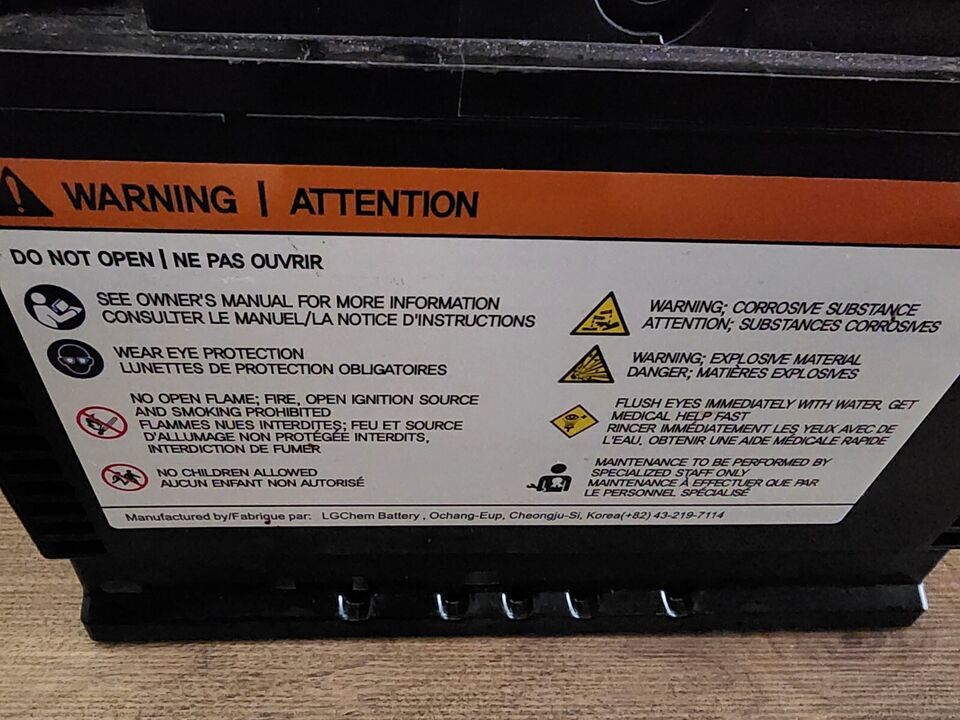 WARNING | ATTENTION
DO NOT OPEN | NE PAS OUVRIR
SEE OWNER'S MANUAL FOR MORE INFORMATION
CONSULTER LE MANUEL/LA NOTICE D'INSTRUCTIONS
WEAR EYE PROTECTION
LUNETTES DE PROTECTION OBLIGATOIRES
NO OPEN FLAME; FIRE, OPEN IGNITION SOURCE
AND SMOKING PROHIBITED
FLAMMES NUES INTERDITES; FEU ET SOURCE
D'ALLUMAGE NON PROTÉGÉE INTERDITS,
INTERDICTION DE FUMER
NO CHILDREN ALLOWED
AUCUN ENFANT NON AUTORISÉ
WARNING; CORROSIVE SUBSTANCE
ATTENTION; SUBSTANCES CORROSIVES
WARNING; EXPLOSIVE MATERIAL
DANGER; MATIÈRES EXPLOSIVES
FLUSH EYES IMMEDIATELY WITH WATER, GET
MEDICAL HELP FAST
RINCER IMMÉDIATEMENT LES YEUX AVEC DE
L'EAU, OBTENIR UNE AIDE MÉDICALE RAPIDE
MAINTENANCE TO BE PERFORMED BY
SPECIALIZED STAFF ONLY
MAINTENANCE À EFFECTUER QUE PAR
LE PERSONNEL SPÉCIALISÉ
Manufactured by/Fabrique par: LGChem Battery , Ochang-Eup, Cheongju-Si, Korea(+82) 43-219-7114